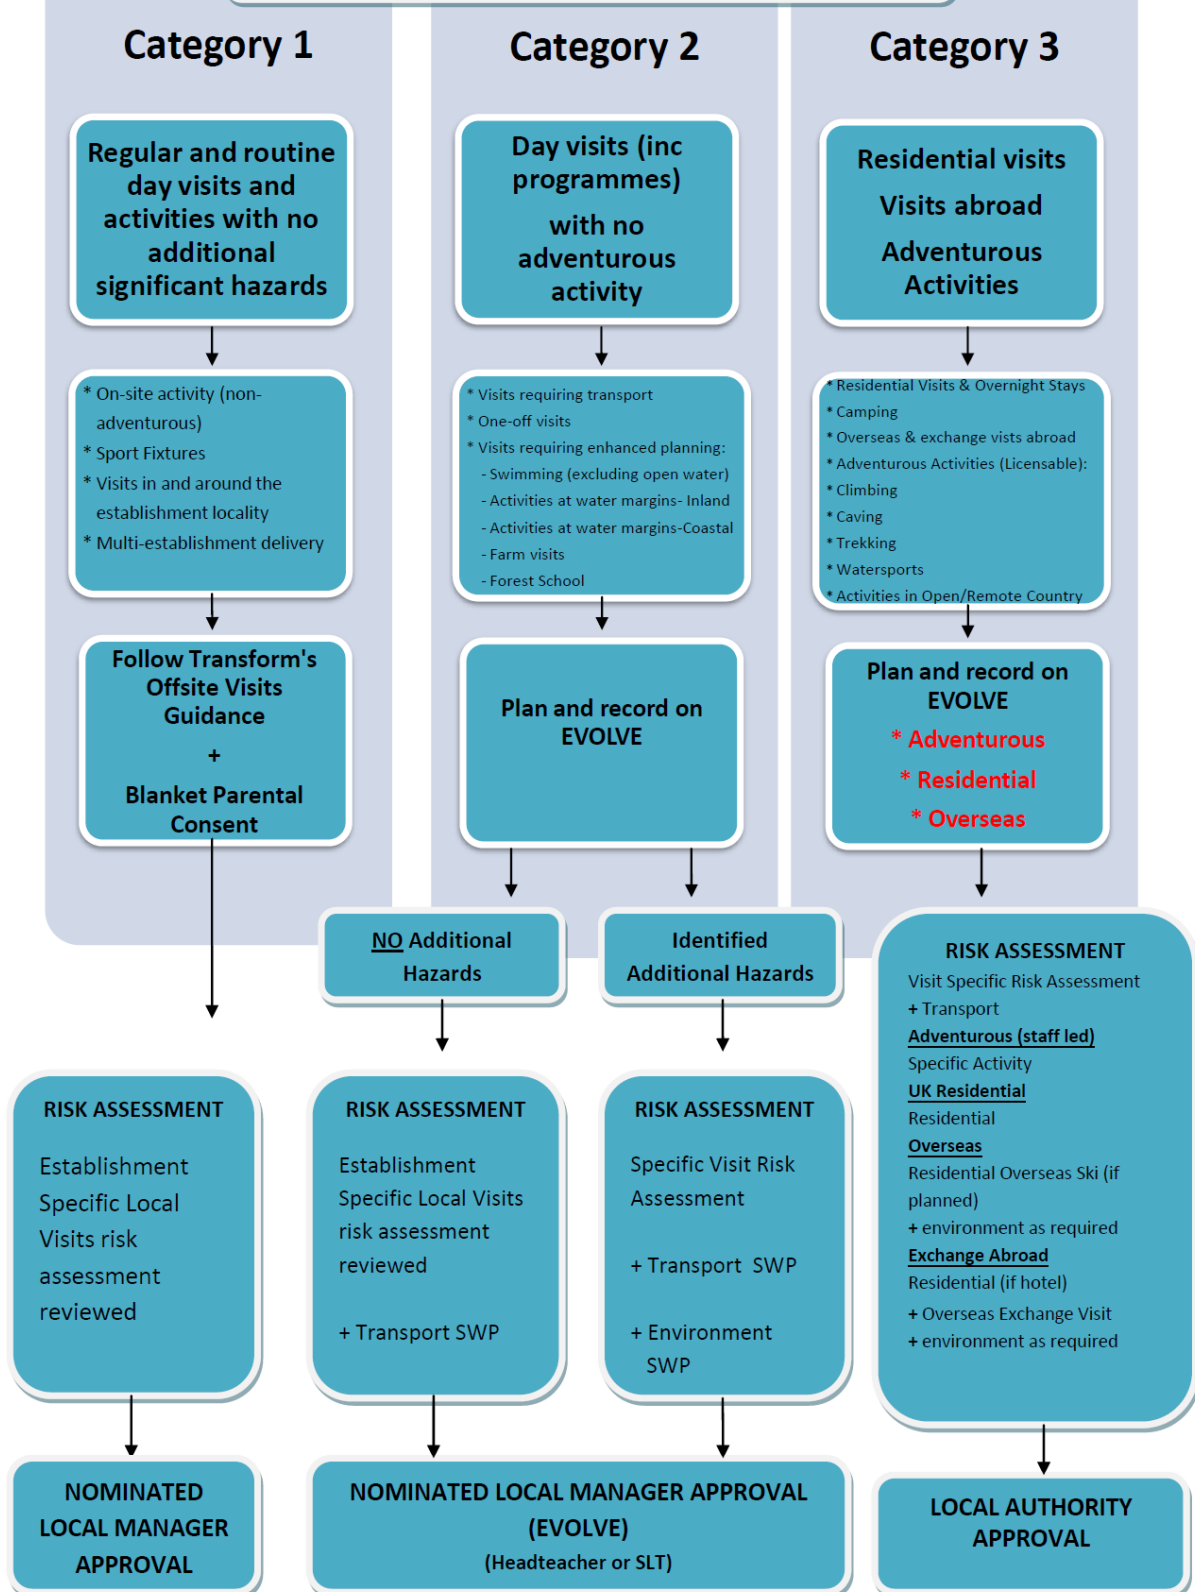 Category 1
Regular and routine
day visits and
activities with no
additional
significant hazards
* On-site activity (non-
adventurous)
* Sport Fixtures
* Visits in and around the
establishment locality
* Multi-establishment delivery
Follow Transform's
Offsite Visits
Guidance
+
Blanket Parental
Consent
RISK ASSESSMENT
Establishment
Specific Local
Visits risk
assessment
reviewed
NOMINATED
LOCAL MANAGER
APPROVAL
Category 2
Day visits (inc
programmes)
with no
adventurous
activity
* Visits requiring transport
* One-off visits
* Visits requiring enhanced planning:
- Swimming (excluding open water)
- Activities at water margins- Inland
- Activities at water margins-Coastal
- Farm visits
- Forest School
Plan and record on
EVOLVE
NO Additional
Hazards
RISK ASSESSMENT
Establishment
Specific Local Visits
risk assessment
reviewed
+ Transport SWP
Identified
Additional Hazards
RISK ASSESSMENT
Specific Visit Risk
Assessment
+ Transport SWP
+ Environment
SWP
NOMINATED LOCAL MANAGER APPROVAL
(EVOLVE)
(Headteacher or SLT)
Category 3
Residential visits
Visits abroad
Adventurous
Activities
* Residential Visits & Overnight Stays
* Camping
* Overseas & exchange vists abroad
* Adventurous Activities (Licensable):
* Climbing
* Caving
* Trekking
* Watersports
* Activities in Open/Remote Country
Plan and record on
EVOLVE
* Adventurous
* Residential
* Overseas
RISK ASSESSMENT
Visit Specific Risk Assessment
+ Transport
Adventurous (staff led)
Specific Activity
UK Residential
Residential
Overseas
Residential Overseas Ski (if
planned)
+ environment as required
Exchange Abroad
Residential (if hotel)
+ Overseas Exchange Visit
+ environment as required
LOCAL AUTHORITY
APPROVAL